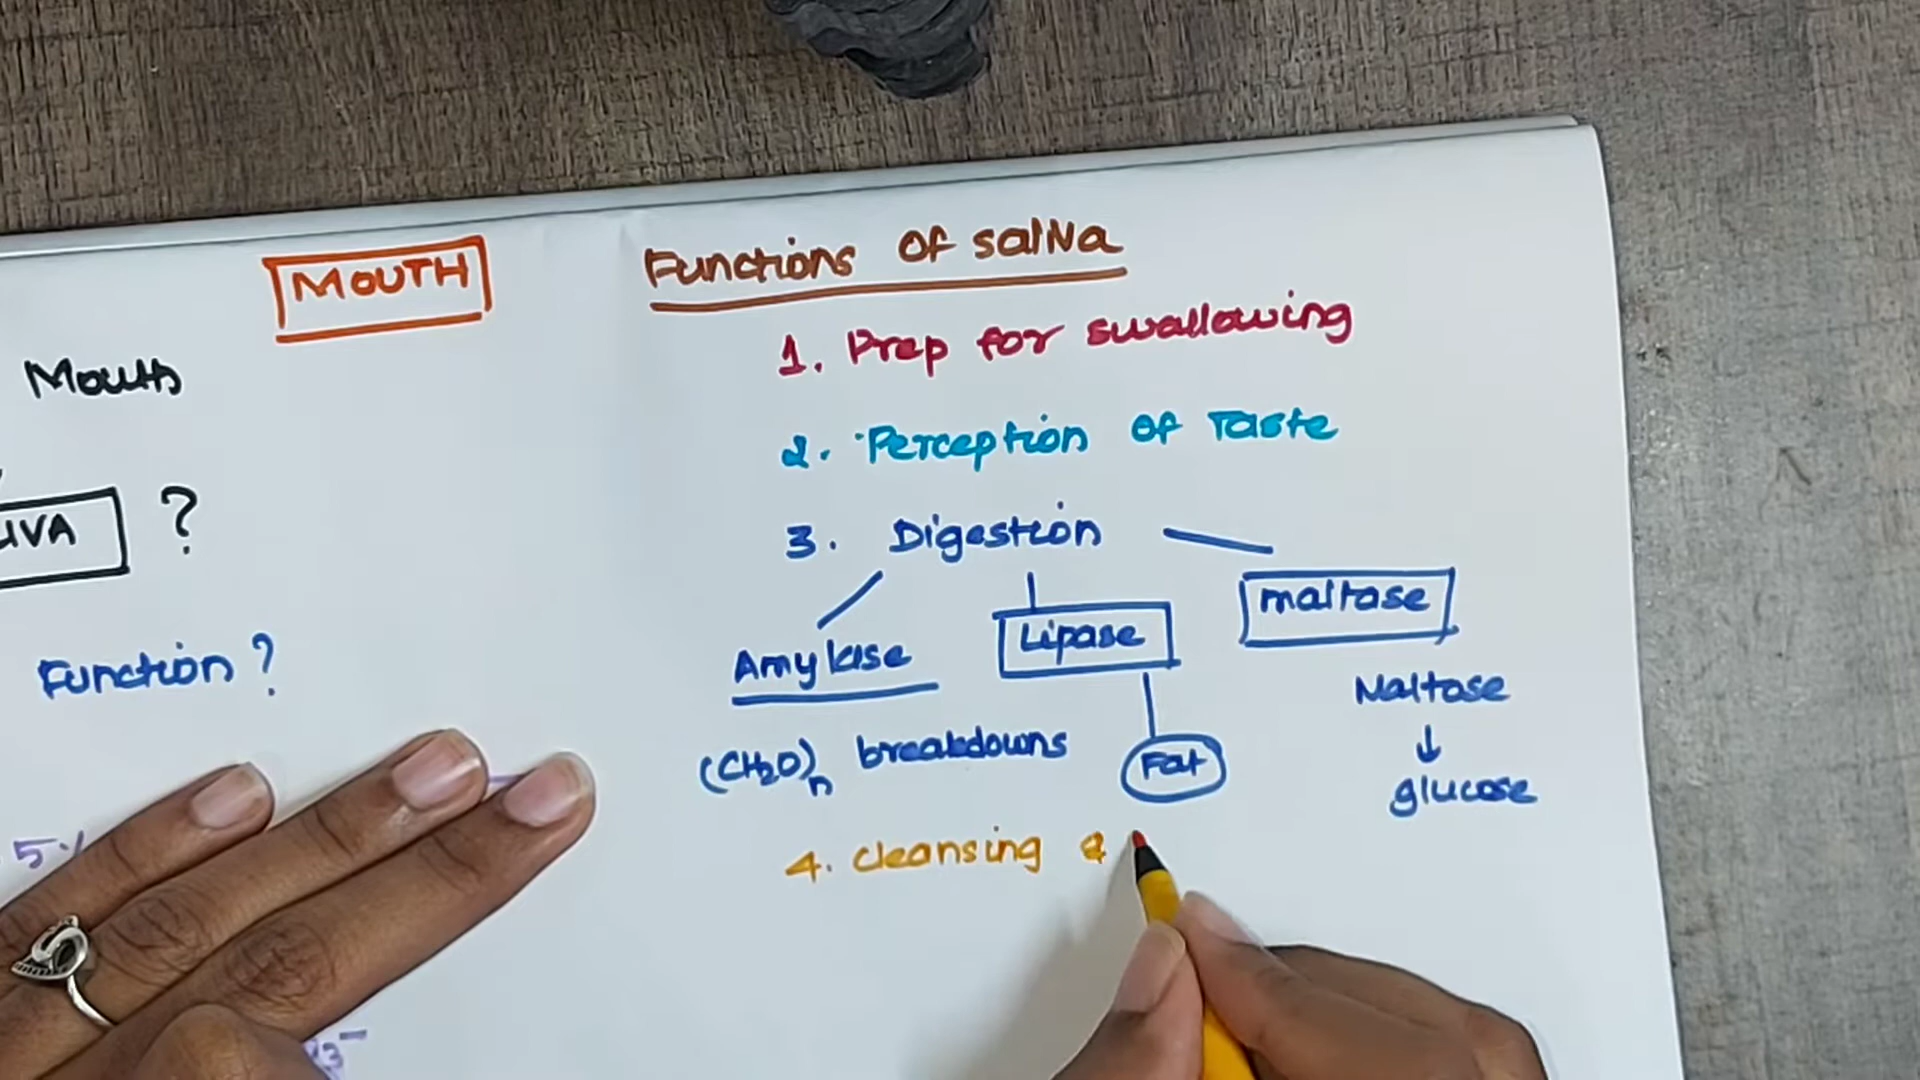 MOUTH
Mouth
?
Function ?
Functions of saliva
1. Prep for swallowing
2. Perception of Taste
3. Digestion
Amylase
Lipase
maltase
(CH2O)n breakdowns
Fat
Maltose
↓
glucose
4. cleansing &